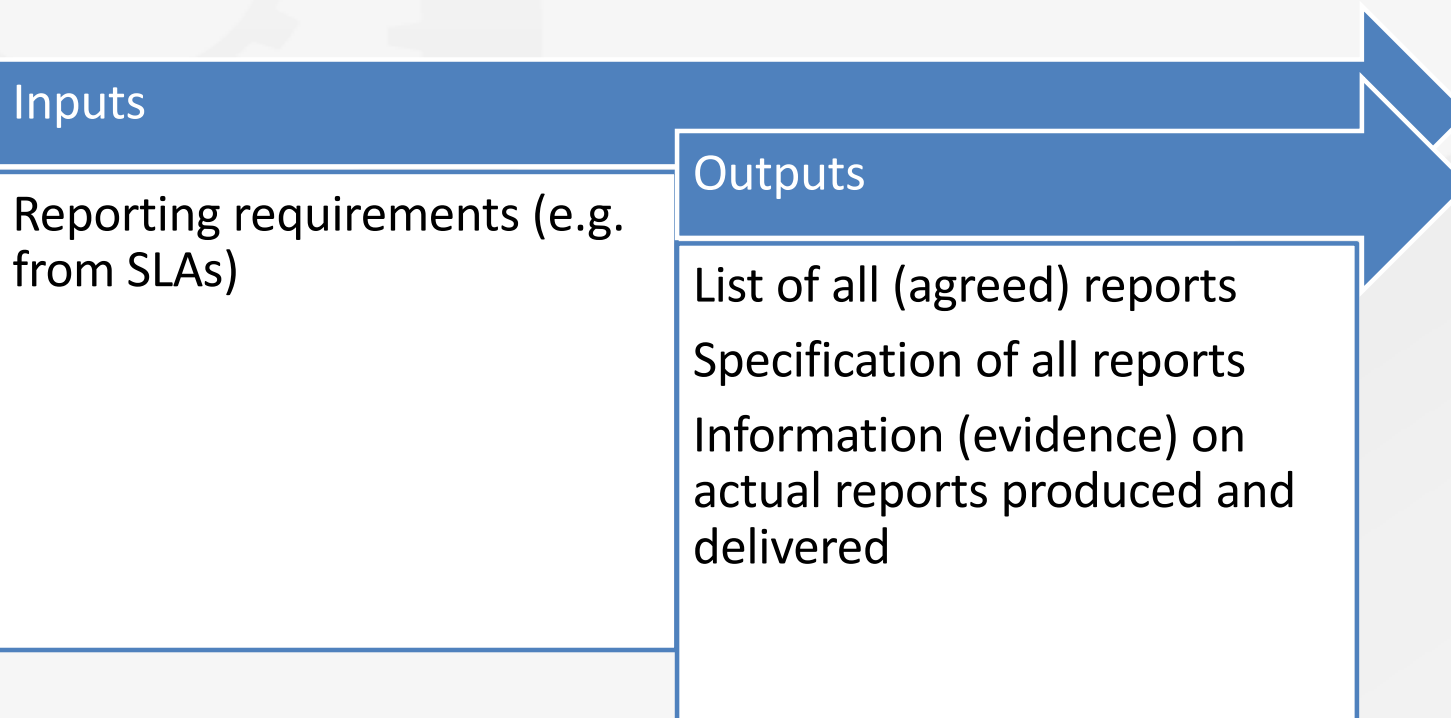 Inputs
Reporting requirements (e.g.
from SLAs)
Outputs
List of all (agreed) reports
Specification of all reports
Information (evidence) on
actual reports produced and
delivered